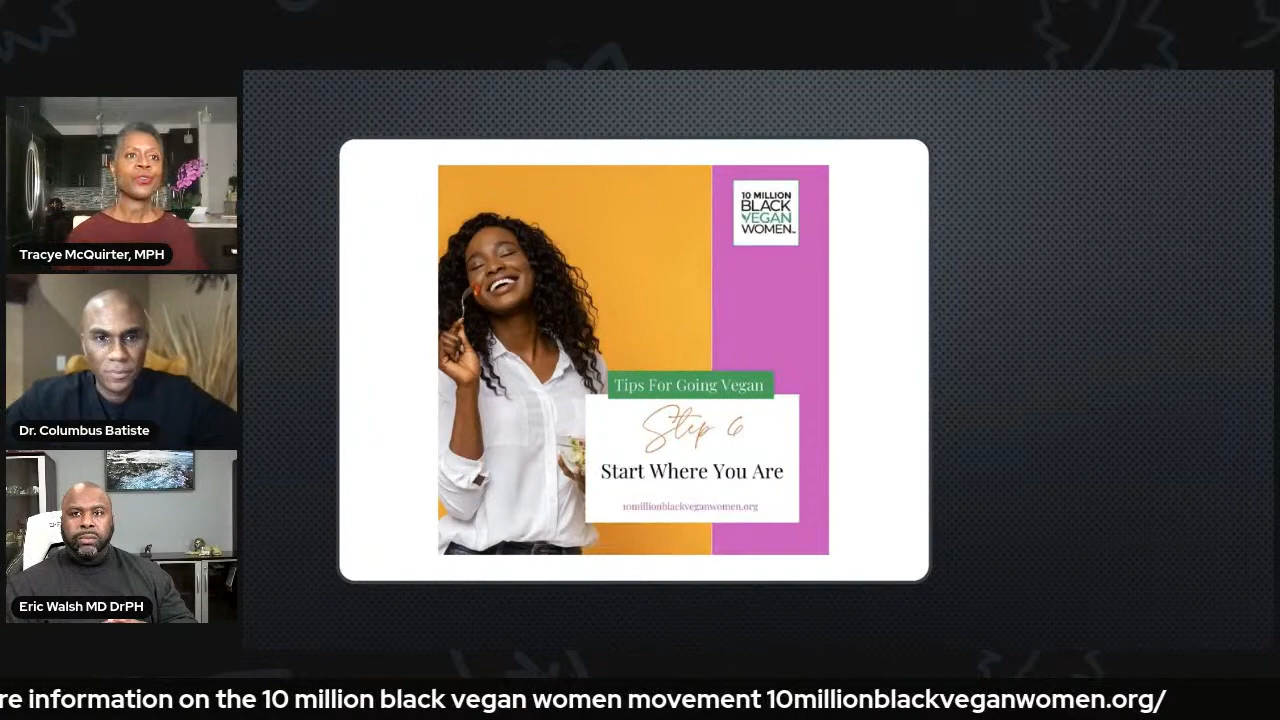 Tracye McQuirter, MPH
Dr. Columbus Batiste
Eric Walsh MD DrPH
10 MILLION
BLACK
VEGAN
WOMEN
Tips For Going Vegan
Step 6
Start Where You Are
10millionblackveganwomen.org
re information on the 10 million black vegan women movement 10millionblackveganwomen.org/